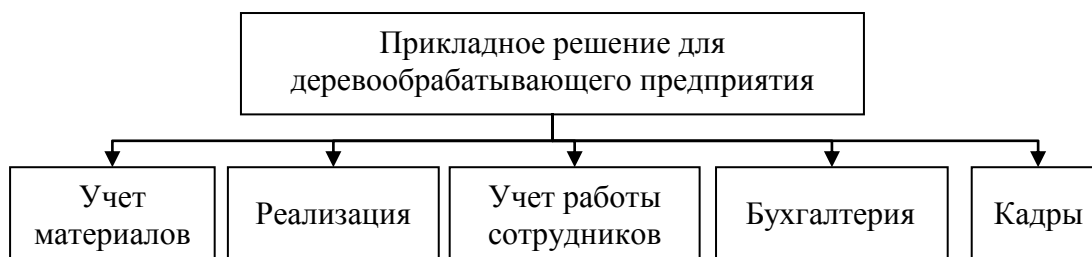 Прикладное решение для
деревообрабатывающего предприятия
Учет
материалов
Реализация
Учет работы
сотрудников
Бухгалтерия
Кадры